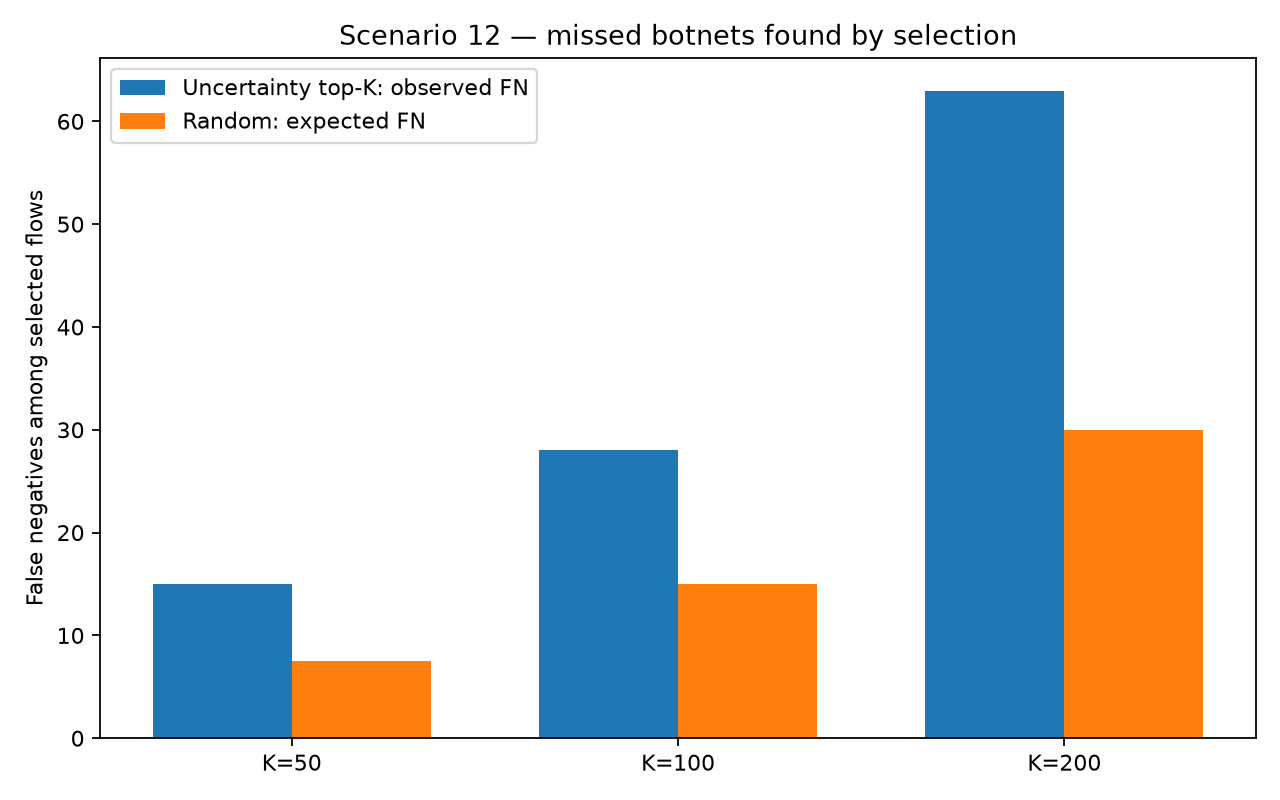 Scenario 12 — missed botnets found by selection
Uncertainty top-K: observed FN
Random: expected FN
False negatives among selected flows
60
50
40
30
20
10
0
K=50
K=100
K=200